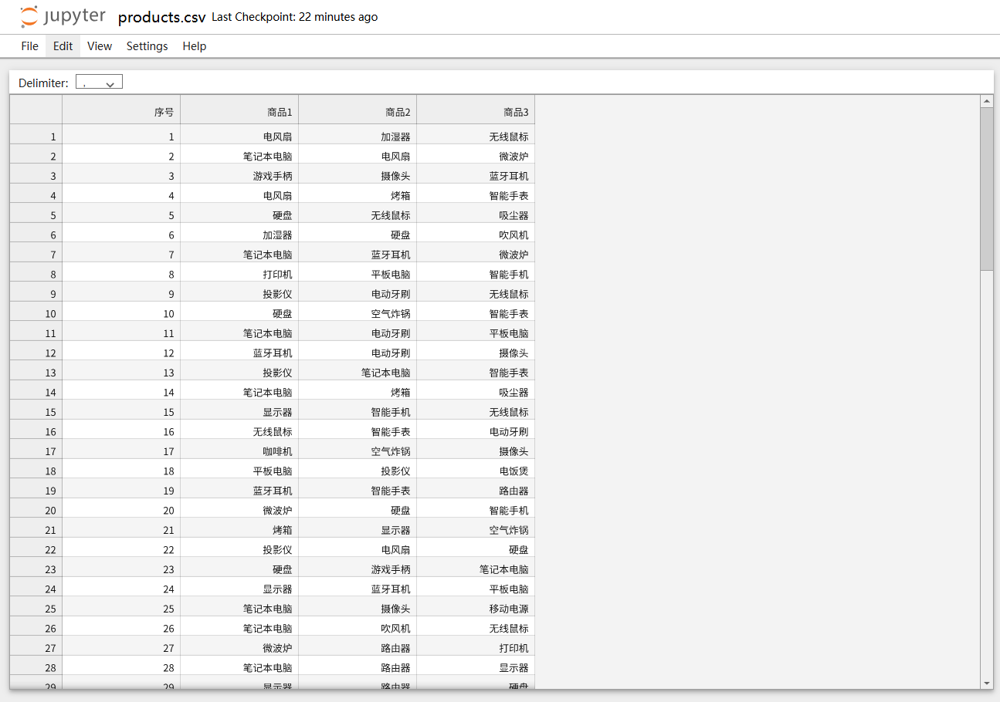 jupyter products.csv Last Checkpoint: 22 minutes ago
File Edit View Settings Help
Delimiter: ,
序号 商品1 商品2 商品3
1 1 电风扇 加湿器 无线鼠标
2 2 笔记本电脑 电风扇 微波炉
3 3 游戏手柄 摄像头 蓝牙耳机
4 4 电风扇 烤箱 智能手表
5 5 硬盘 无线鼠标 吸尘器
6 6 加湿器 硬盘 吹风机
7 7 笔记本电脑 蓝牙耳机 微波炉
8 8 打印机 平板电脑 智能手机
9 9 投影仪 电动牙刷 无线鼠标
10 10 硬盘 空气炸锅 智能手表
11 11 笔记本电脑 电动牙刷 平板电脑
12 12 蓝牙耳机 电动牙刷 摄像头
13 13 投影仪 笔记本电脑 智能手表
14 14 笔记本电脑 烤箱 吸尘器
15 15 显示器 智能手机 无线鼠标
16 16 无线鼠标 智能手表 电动牙刷
17 17 咖啡机 空气炸锅 摄像头
18 18 平板电脑 投影仪 电饭煲
19 19 蓝牙耳机 智能手表 路由器
20 20 微波炉 硬盘 智能手机
21 21 烤箱 显示器 空气炸锅
22 22 投影仪 电风扇 硬盘
23 23 硬盘 游戏手柄 笔记本电脑
24 24 显示器 蓝牙耳机 平板电脑
25 25 笔记本电脑 摄像头 移动电源
26 26 笔记本电脑 吹风机 无线鼠标
27 27 微波炉 路由器 打印机
28 28 笔记本电脑 路由器 显示器
29 29 显示器 路由器 硬盘